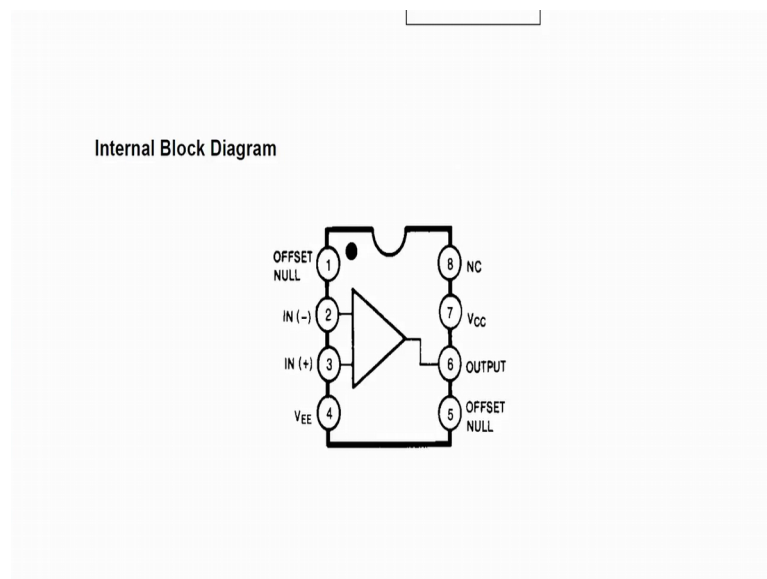 Internal Block Diagram
OFFSET
NULL
1
8
NC
IN (-)
2
7
VCC
IN (+)
3
6
OUTPUT
VEE
4
5
OFFSET
NULL